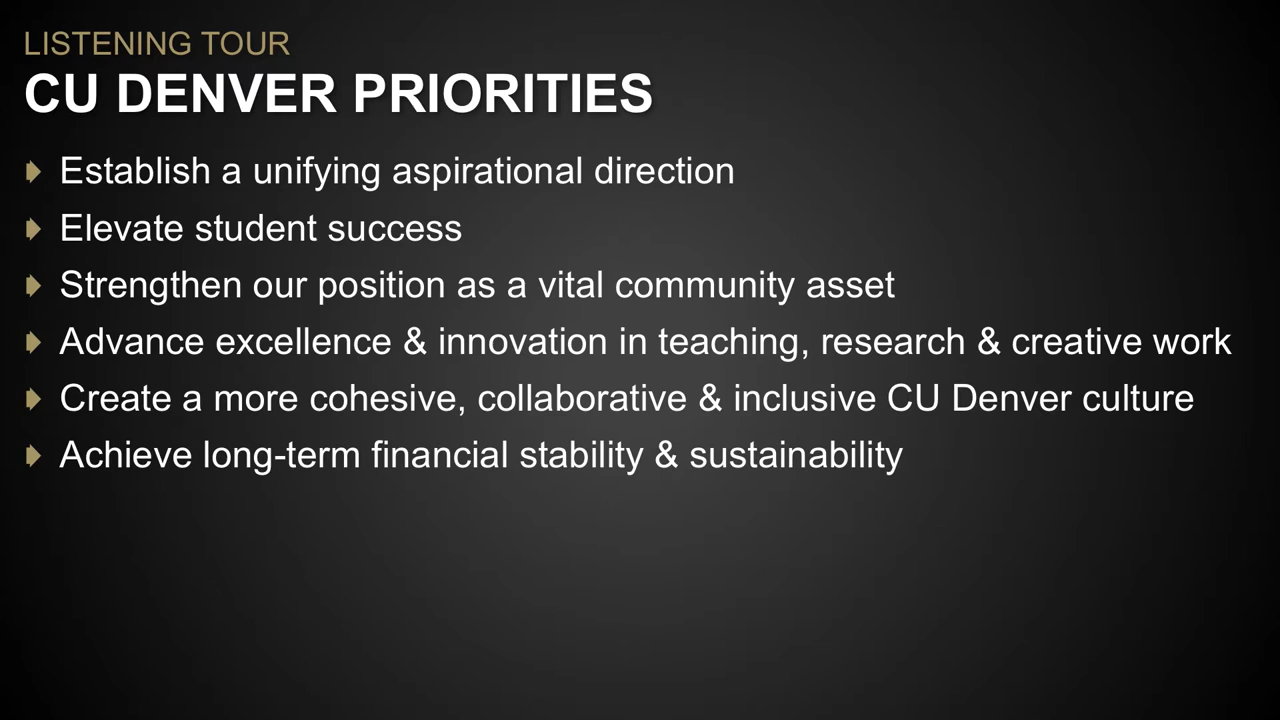 LISTENING TOUR
CU DENVER PRIORITIES
Establish a unifying aspirational direction
Elevate student success
Strengthen our position as a vital community asset
Advance excellence & innovation in teaching, research & creative work
Create a more cohesive, collaborative & inclusive CU Denver culture
Achieve long-term financial stability & sustainability